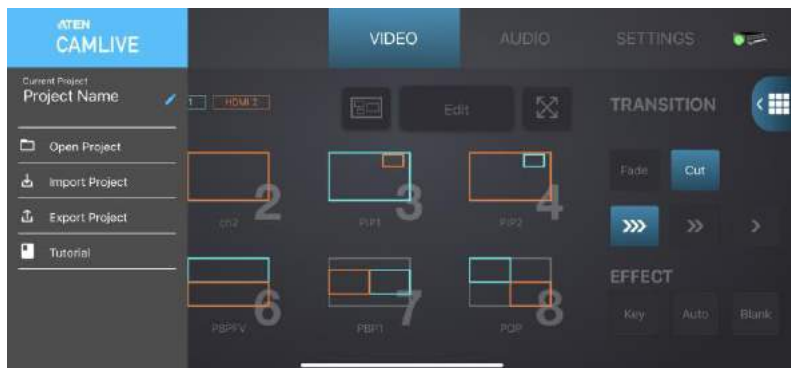 ATEN
CAMLIVE
VIDEO
AUDIO
SETTINGS
Current Project
Project Name
1
HDMI 2
Edit
TRANSITION
Open Project
Import Project
Export Project
Tutorial
2
3
4
ch2
PIP1
PIP2
Fade
Cut
EFFECT
6
7
8
PBPFV
PBP1
POP
Key
Auto
Blank